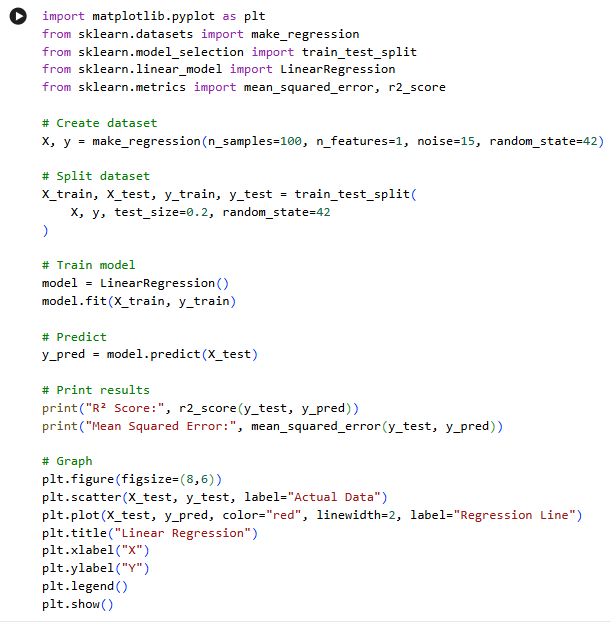 import matplotlib.pyplot as plt
from sklearn.datasets import make_regression
from sklearn.model_selection import train_test_split
from sklearn.linear_model import LinearRegression
from sklearn.metrics import mean_squared_error, r2_score

# Create dataset
X, y = make_regression(n_samples=100, n_features=1, noise=15, random_state=42)

# Split dataset
X_train, X_test, y_train, y_test = train_test_split(
    X, y, test_size=0.2, random_state=42
)

# Train model
model = LinearRegression()
model.fit(X_train, y_train)

# Predict
y_pred = model.predict(X_test)

# Print results
print("R² Score:", r2_score(y_test, y_pred))
print("Mean Squared Error:", mean_squared_error(y_test, y_pred))

# Graph
plt.figure(figsize=(8,6))
plt.scatter(X_test, y_test, label="Actual Data")
plt.plot(X_test, y_pred, color="red", linewidth=2, label="Regression Line")
plt.title("Linear Regression")
plt.xlabel("X")
plt.ylabel("Y")
plt.legend()
plt.show()